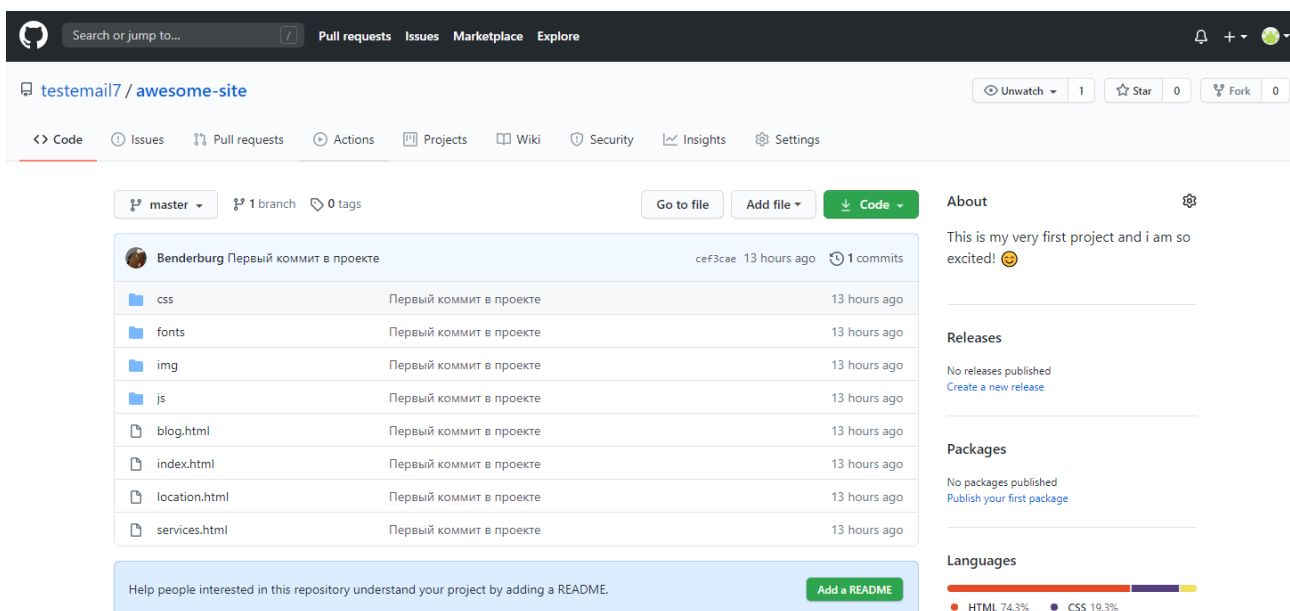 Search or jump to... /
Pull requests Issues Marketplace Explore
testemail7 / awesome-site
Unwatch 1 Star 0 Fork 0
Code Issues Pull requests Actions Projects Wiki Security Insights Settings
master 1 branch 0 tags Go to file Add file Code
Benderburg Первый коммит в проекте cef3cae 13 hours ago 1 commits
css Первый коммит в проекте 13 hours ago
fonts Первый коммит в проекте 13 hours ago
img Первый коммит в проекте 13 hours ago
js Первый коммит в проекте 13 hours ago
blog.html Первый коммит в проекте 13 hours ago
index.html Первый коммит в проекте 13 hours ago
location.html Первый коммит в проекте 13 hours ago
services.html Первый коммит в проекте 13 hours ago
Help people interested in this repository understand your project by adding a README. Add a README
About
This is my very first project and i am so
excited! 😊
Releases
No releases published
Create a new release
Packages
No packages published
Publish your first package
Languages
HTML 74.3% CSS 19.3%